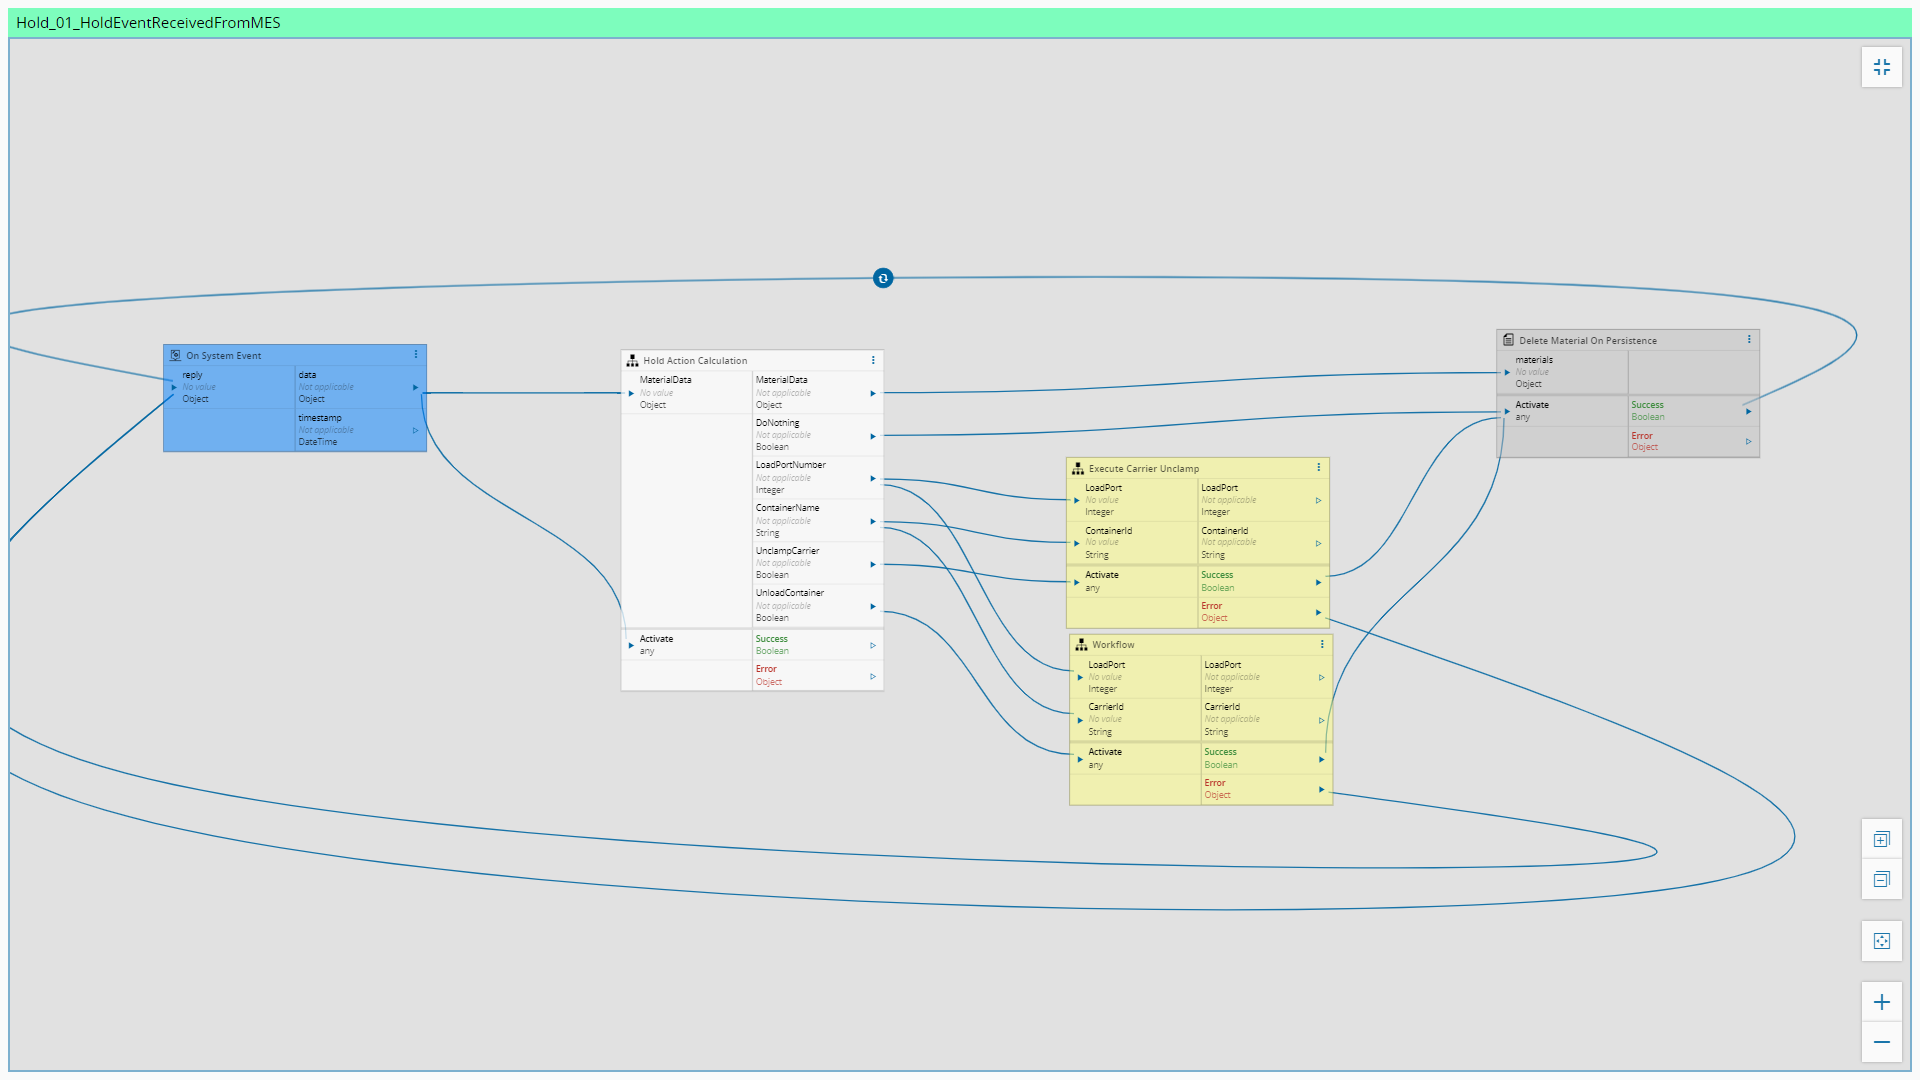 Hold_01_HoldEventReceivedFromMES
On System Event
reply
No value
Object
data
Not applicable
Object
timestamp
Not applicable
DateTime
Hold Action Calculation
MaterialData
No value
Object
MaterialData
Not applicable
Object
DoNothing
Not applicable
Boolean
LoadPortNumber
Not applicable
Integer
ContainerName
Not applicable
String
UnclampCarrier
Not applicable
Boolean
UnloadContainer
Not applicable
Boolean
Activate
any
Success
Boolean
Error
Object
Execute Carrier Unclamp
LoadPort
No value
Integer
LoadPort
Not applicable
Integer
ContainerId
No value
String
ContainerId
Not applicable
String
Activate
any
Success
Boolean
Error
Object
Workflow
LoadPort
No value
Integer
LoadPort
Not applicable
Integer
CarrierId
No value
String
CarrierId
Not applicable
String
Activate
any
Success
Boolean
Error
Object
Delete Material On Persistence
materials
No value
Object
Activate
any
Success
Boolean
Error
Object